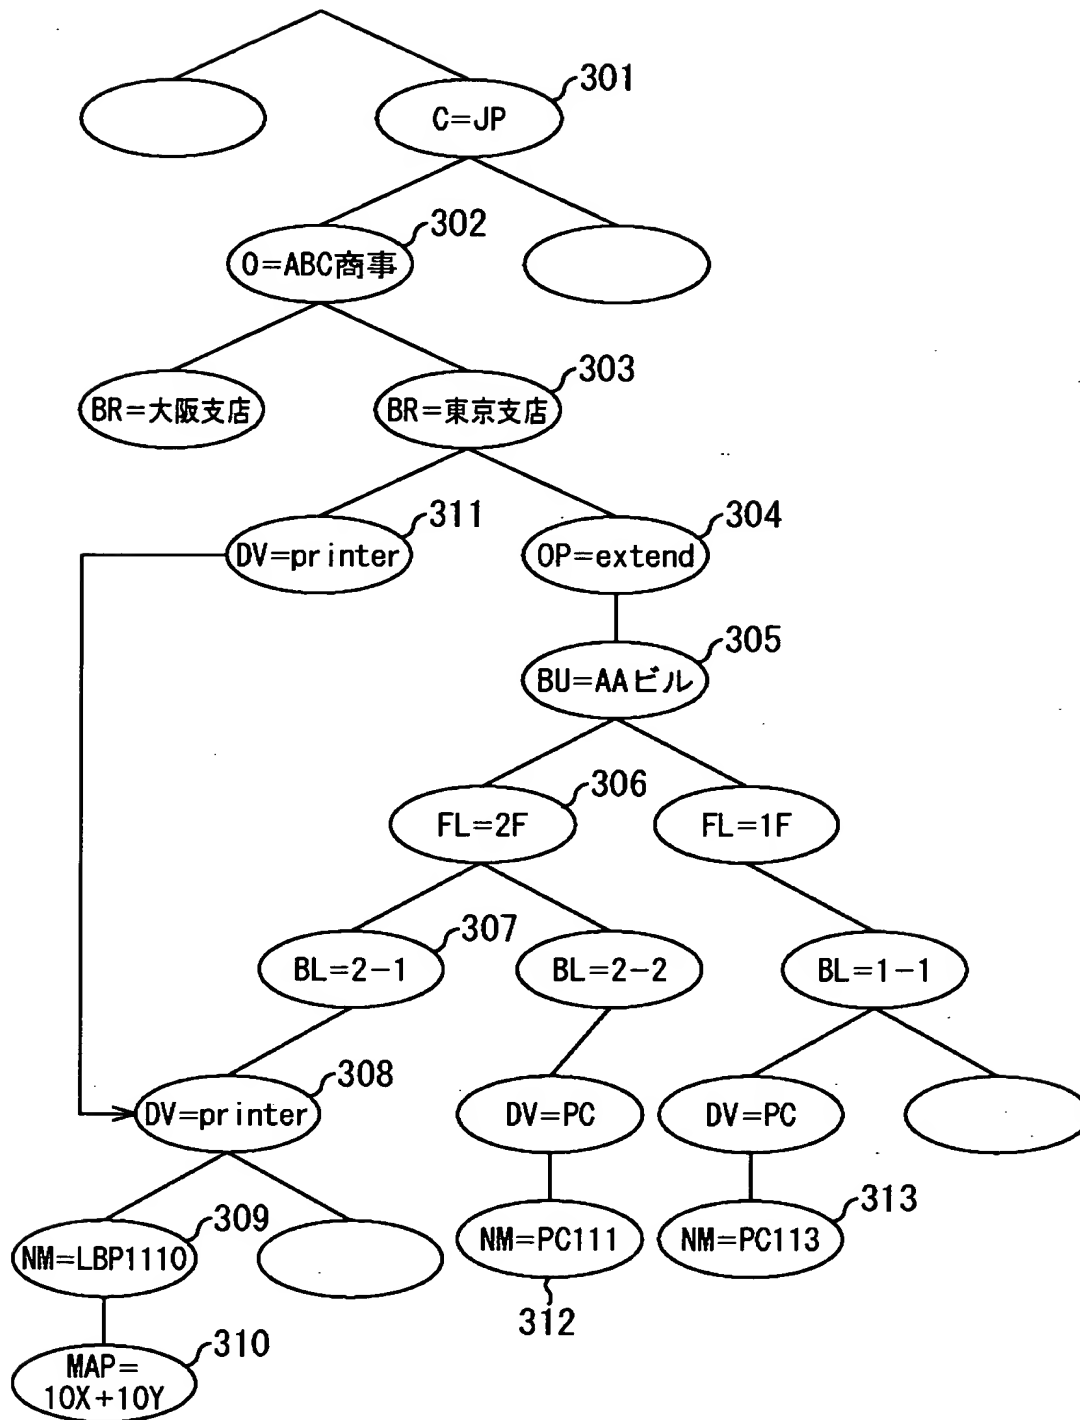 301
C=JP
302
O=ABC商事
303
BR=大阪支店
BR=東京支店
311
304
DV=printer
OP=extend
305
BU=AAビル
306
FL=2F
FL=1F
307
BL=2-1
BL=2-2
BL=1-1
308
DV=printer
DV=PC
DV=PC
309
313
NM=LBP1110
NM=PC111
NM=PC113
312
310
MAP=
10X+10Y